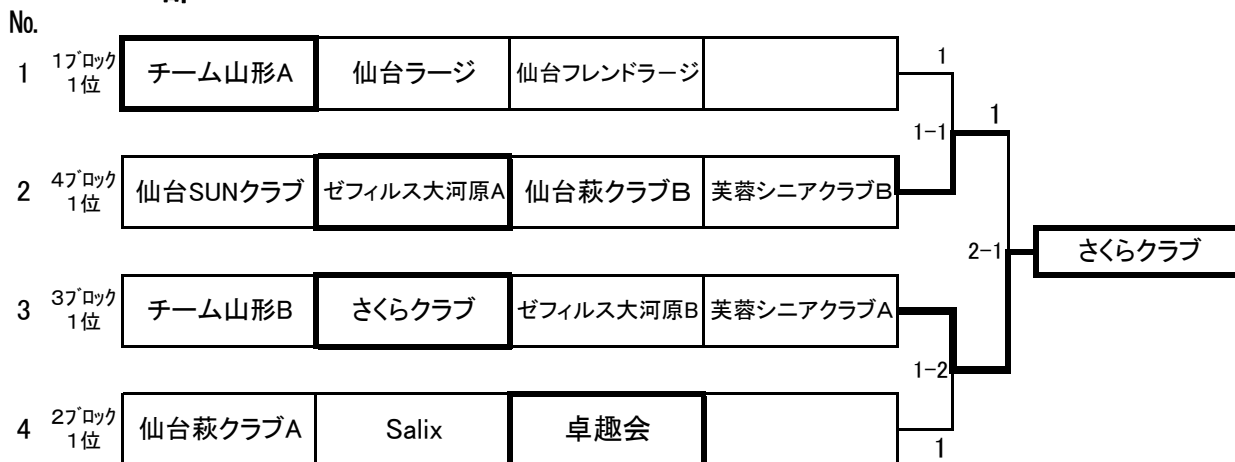 No.
1 1ブロック 1位 チーム山形A 仙台ラージ 仙台フレンドラージ 1
1-1 1
2 4ブロック 1位 仙台SUNクラブ ゼフィルス大河原A 仙台萩クラブB 芙蓉シニアクラブB
2-1 さくらクラブ
3 3ブロック 1位 チーム山形B さくらクラブ ゼフィルス大河原B 芙蓉シニアクラブA
1-2
4 2ブロック 1位 仙台萩クラブA Salix 卓趣会 1